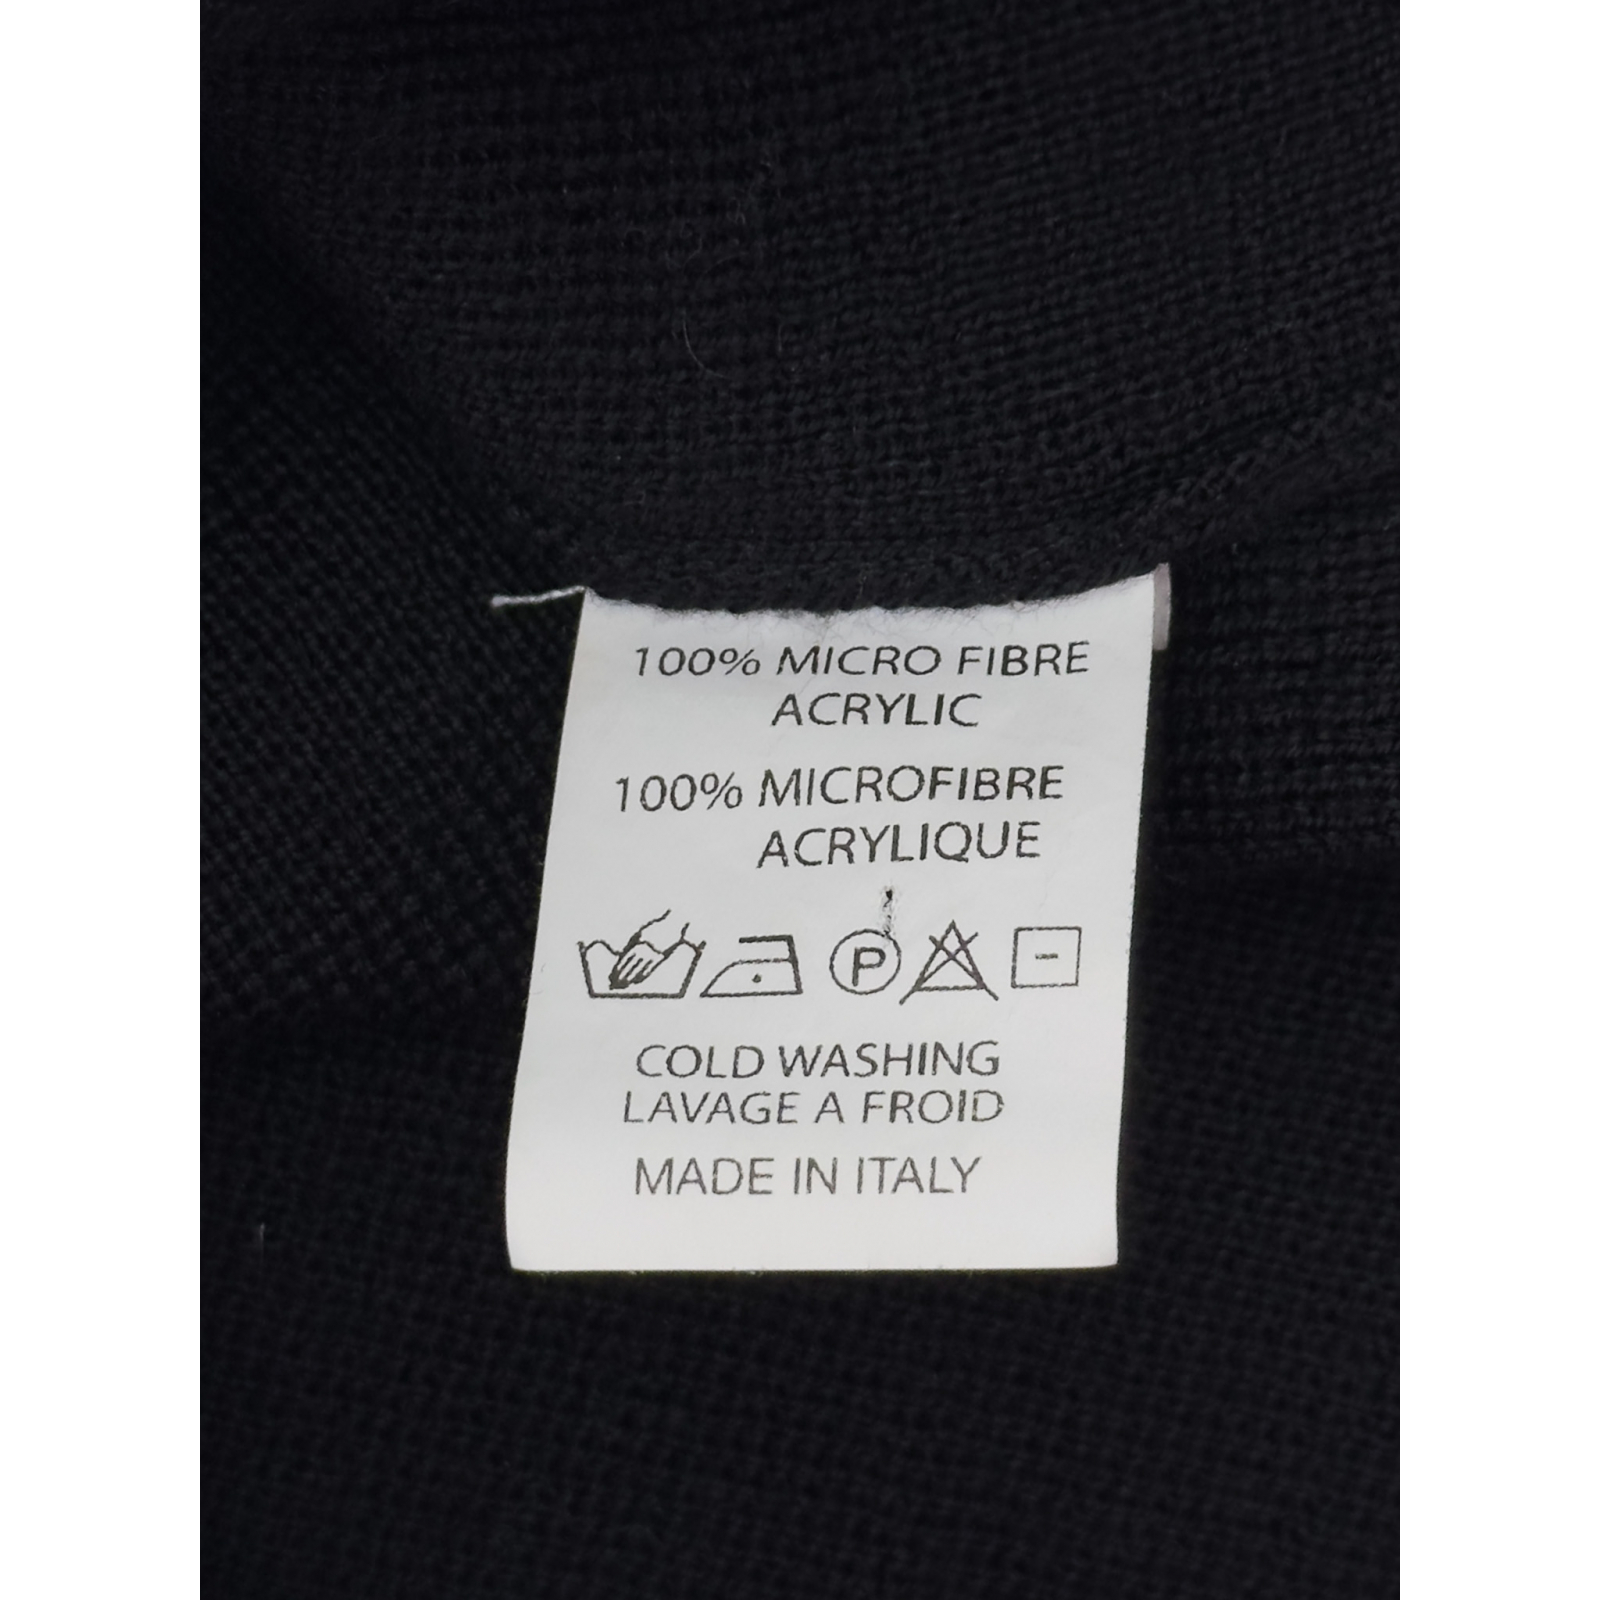 100% MICRO FIBRE
ACRYLIC
100% MICROFIBRE
ACRYLIQUE
P
COLD WASHING
LAVAGE A FROID
MADE IN ITALY